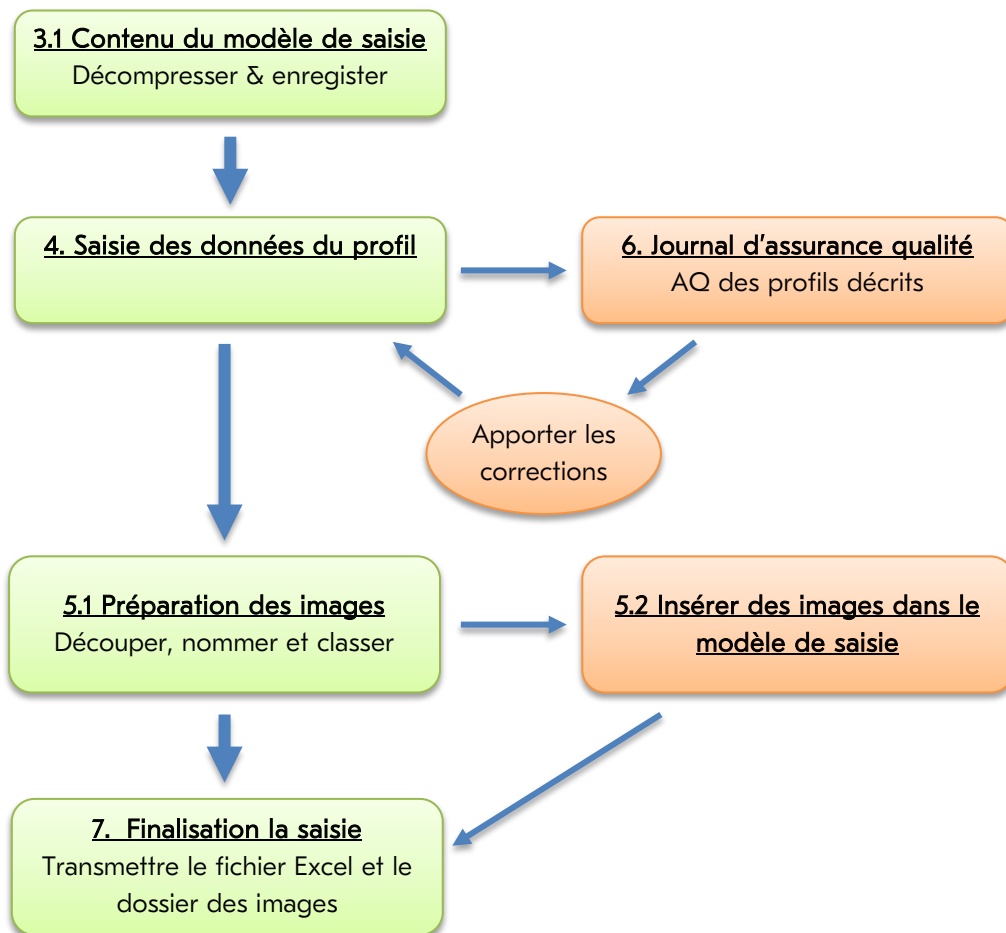 3.1 Contenu du modèle de saisie
Décompresser & enregister
4. Saisie des données du profil
6. Journal d'assurance qualité
AQ des profils décrits
Apporter les
corrections
5.1 Préparation des images
Découper, nommer et classer
5.2 Insérer des images dans le
modèle de saisie
7. Finalisation la saisie
Transmettre le fichier Excel et le
dossier des images